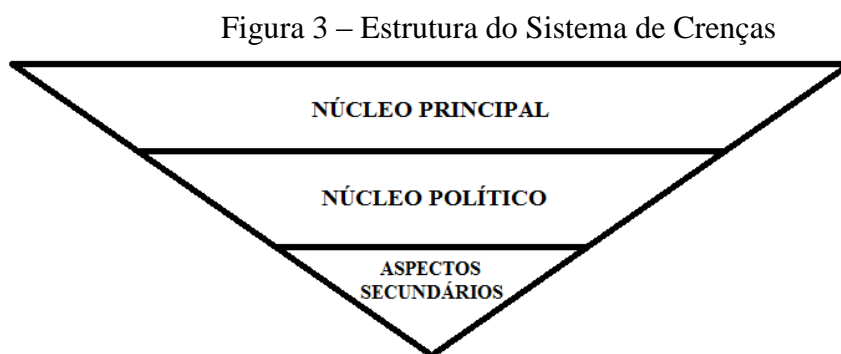 Figura 3 – Estrutura do Sistema de Crenças
NÚCLEO PRINCIPAL
NÚCLEO POLÍTICO
ASPECTOS
SECUNDÁRIOS